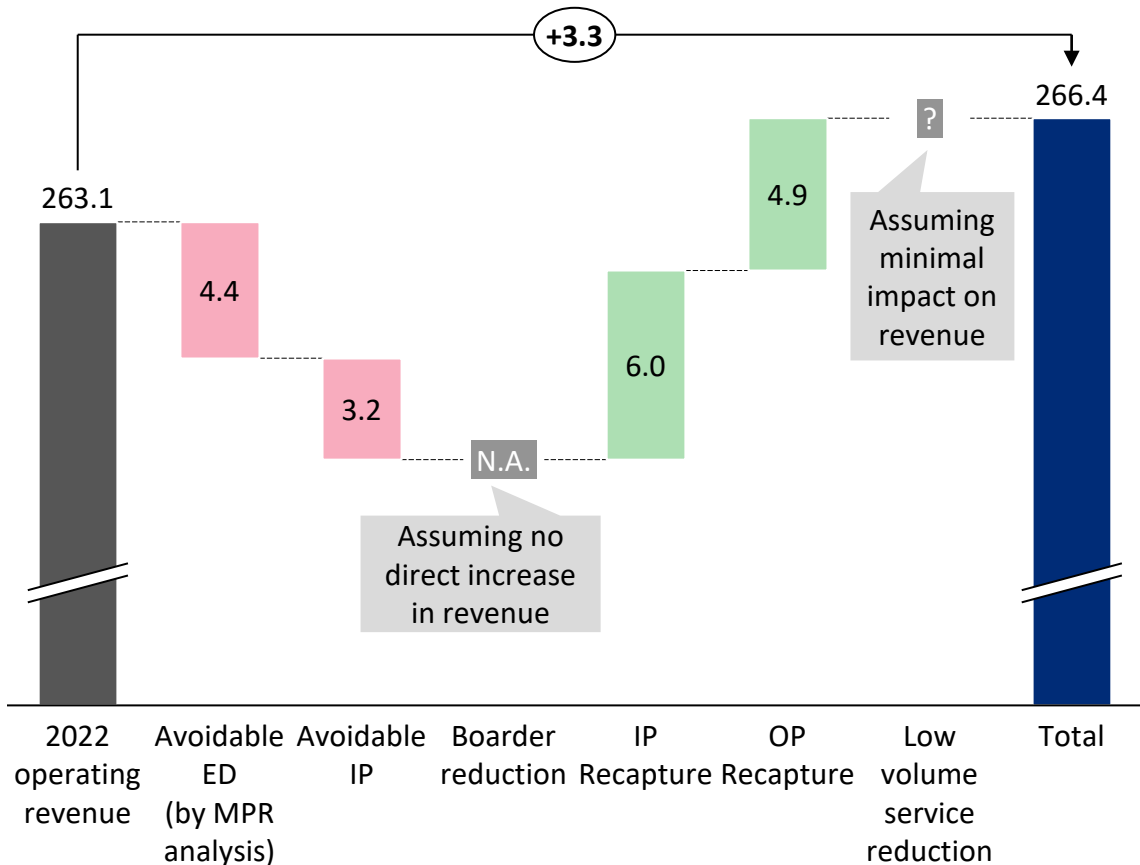 +3.3
263.1
4.4
3.2
N.A.
Assuming no
direct increase
in revenue
6.0
4.9
?
Assuming
minimal
impact on
revenue
266.4
2022
operating
revenue
Avoidable
ED
(by MPR
analysis)
Avoidable
IP
Boarder
reduction
IP
Recapture
OP
Recapture
Low
volume
service
reduction
Total